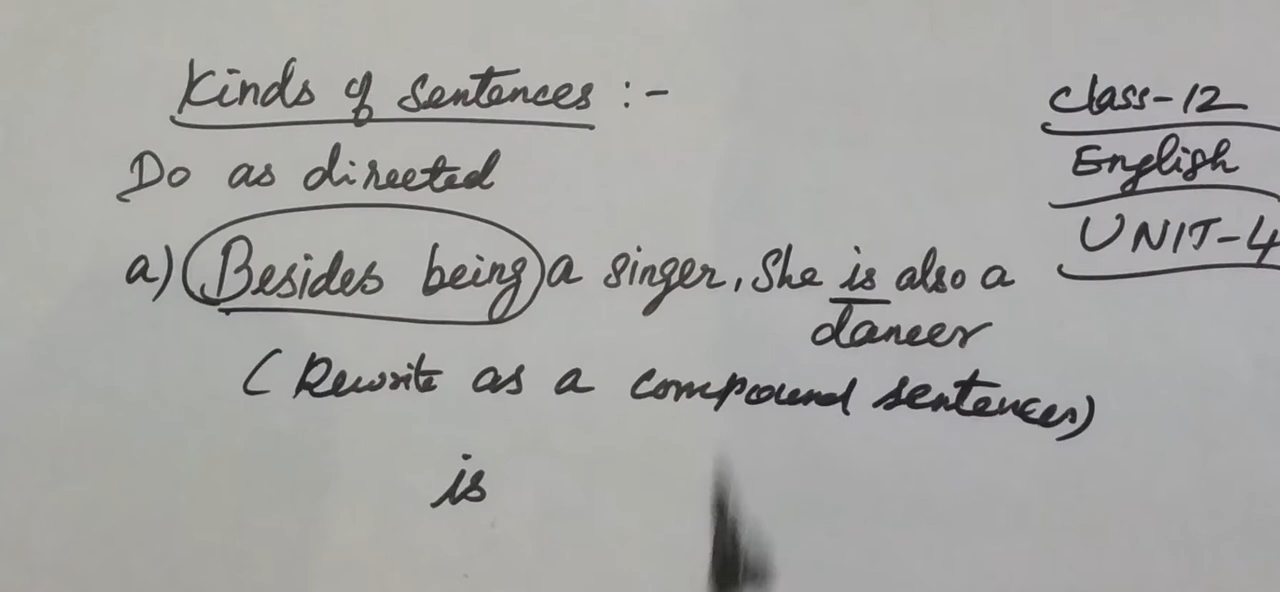 Kinds of sentences :-
Class-12
Do as directed
English
UNIT-4
a) Besides being a singer, She is also a
dancer
(Rewrite as a compound sentences)
is